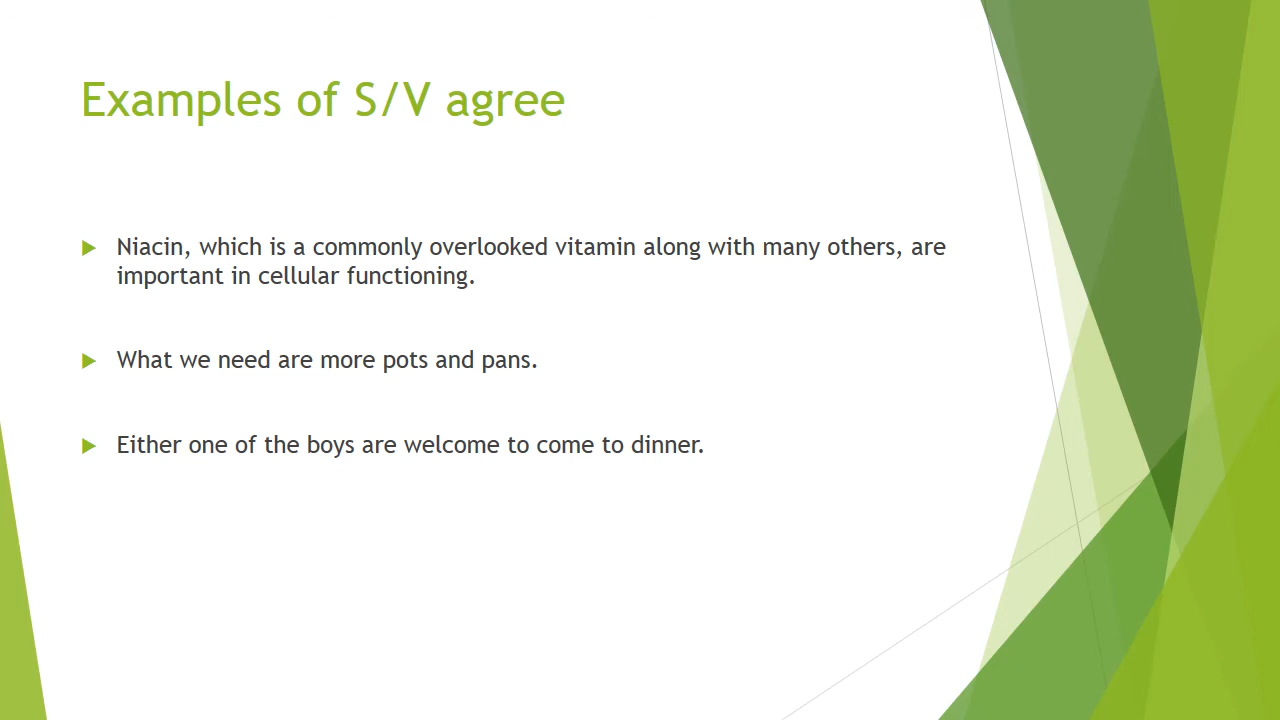 Examples of S/V agree
Niacin, which is a commonly overlooked vitamin along with many others, are
important in cellular functioning.
What we need are more pots and pans.
Either one of the boys are welcome to come to dinner.